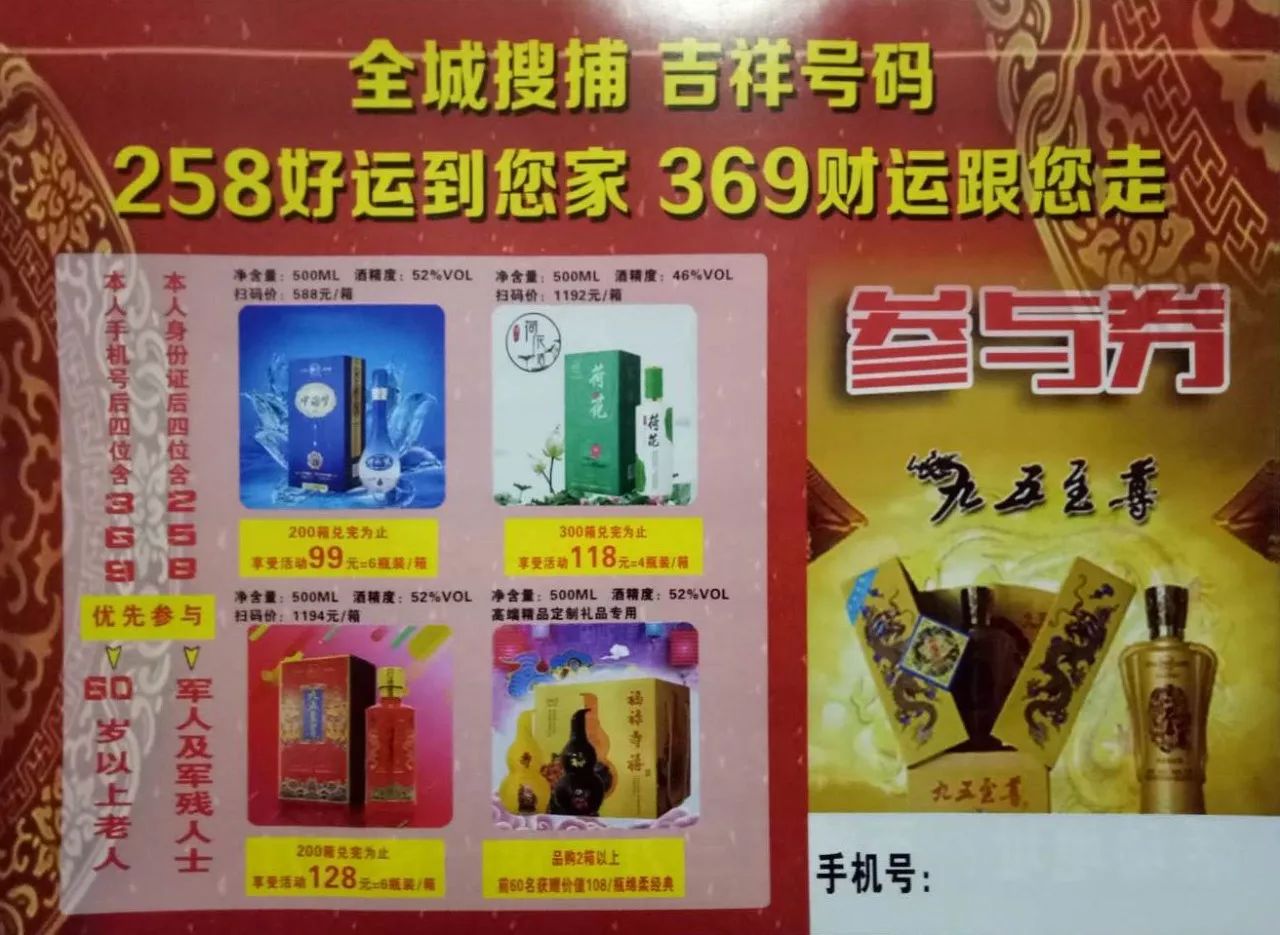 全城搜捕 吉祥号码
258好运到您家 369财运跟您走
本人身份证后四位含258
本人手机号后四位含369
优先参与
军人及军残人士
60岁以上老人
净含量：500ML 酒精度：52%VOL
扫码价：588元/箱
中国梦
200箱兑完为止
享受活动99元=6瓶装/箱
净含量：500ML 酒精度：46%VOL
扫码价：1192元/箱
荷花
荷花
300箱兑完为止
享受活动118元=4瓶装/箱
净含量：500ML 酒精度：52%VOL
扫码价：1194元/箱
200箱兑完为止
享受活动128元=6瓶装/箱
净含量：500ML 酒精度：52%VOL
高端精品定制礼品专用
福禄寿禧
品购2箱以上
前60名获赠价值108/瓶绵柔经典
参与券
九五至尊
九五至尊
手机号：